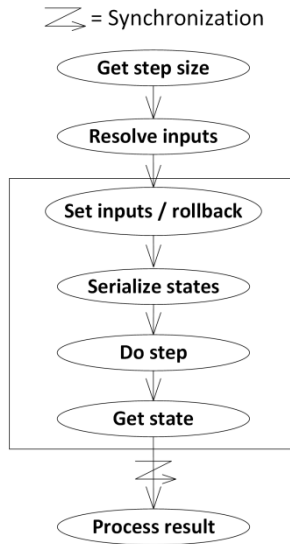 = Synchronization
Get step size
Resolve inputs
Set inputs / rollback
Serialize states
Do step
Get state
Process result